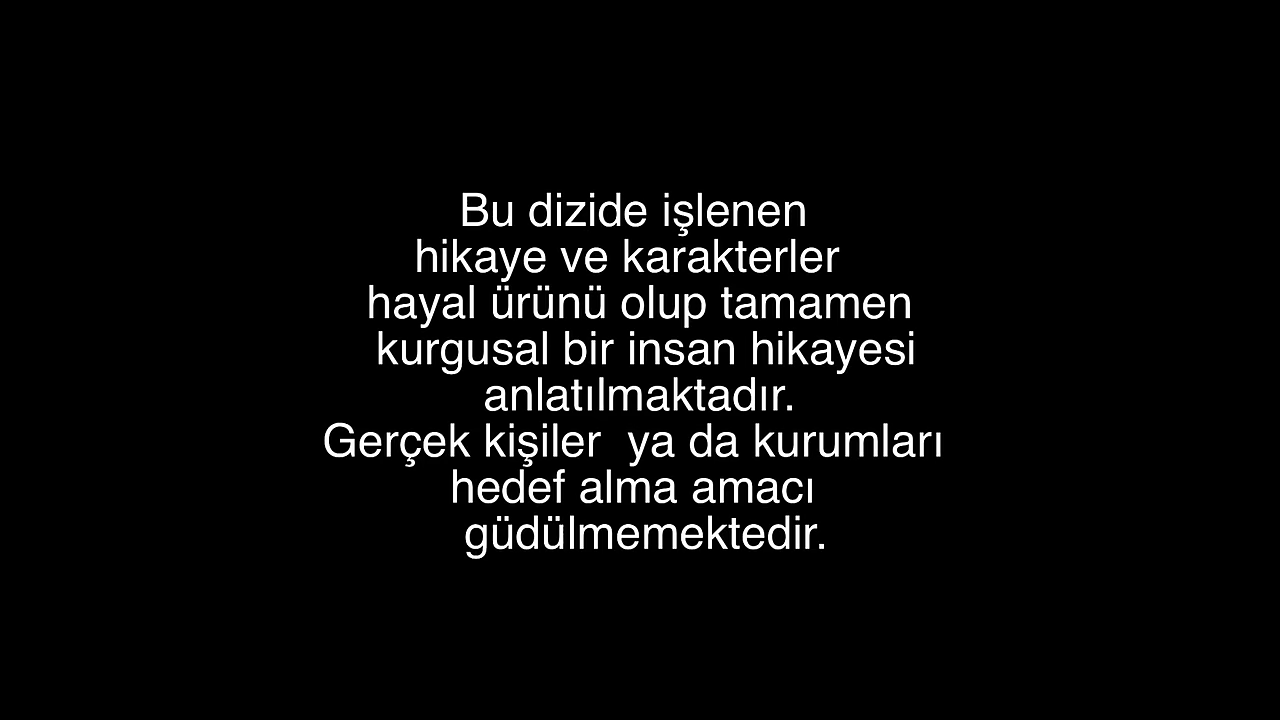 Bu dizide işlenen
hikaye ve karakterler
hayal ürünü olup tamamen
kurgusal bir insan hikayesi
anlatılmaktadır.
Gerçek kişiler  ya da kurumları
hedef alma amacı
güdülmemektedir.